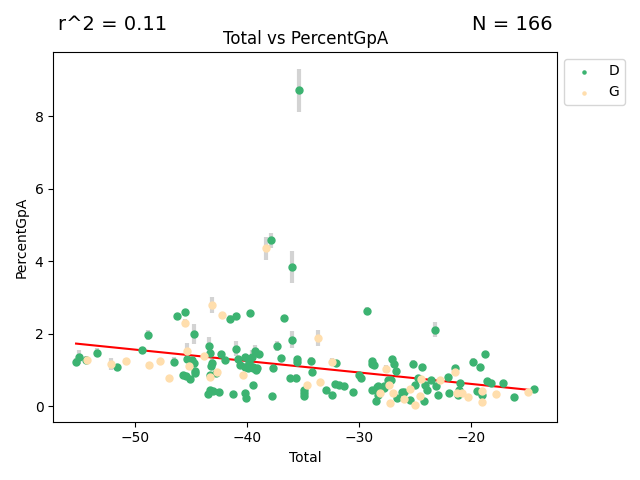 r^2 = 0.11
N = 166
Total vs PercentGpA
D
G
PercentGpA
8
6
4
2
0
−50
−40
−30
−20
Total